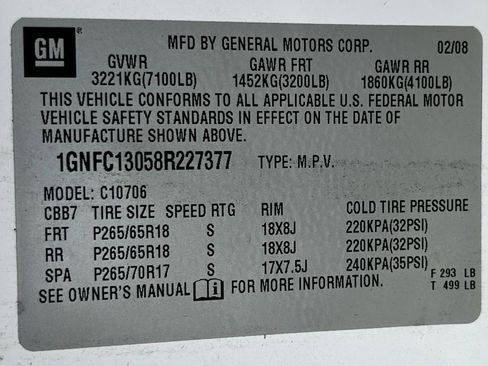 GM
MFD BY GENERAL MOTORS CORP. 02/08
GVWR GAWR FRT GAWR RR
3221KG(7100LB) 1452KG(3200LB) 1860KG(4100LB)
THIS VEHICLE CONFORMS TO ALL APPLICABLE U.S. FEDERAL MOTOR
VEHICLE SAFETY STANDARDS IN EFFECT ON THE DATE OF
MANUFACTURE SHOWN ABOVE.
1GNFC13058R227377 TYPE: M.P.V.
MODEL: C10706
CBB7 TIRE SIZE SPEED RTG RIM COLD TIRE PRESSURE
FRT P265/65R18 S 18X8J 220KPA(32PSI)
RR P265/65R18 S 18X8J 220KPA(32PSI)
SPA P265/70R17 S 17X7.5J 240KPA(35PSI)
SEE OWNER'S MANUAL i FOR MORE INFORMATION.
F 293 LB
T 499 LB